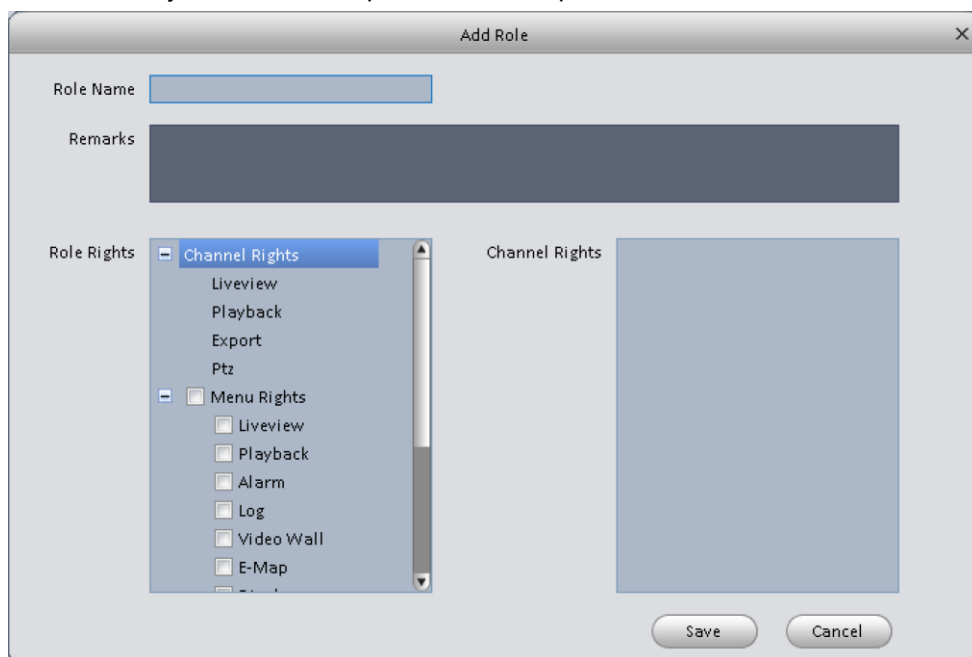 Add Role
Role Name
Remarks
Role Rights
Channel Rights
Liveview
Playback
Export
Ptz
Menu Rights
Liveview
Playback
Alarm
Log
Video Wall
E-Map
Channel Rights
Save
Cancel